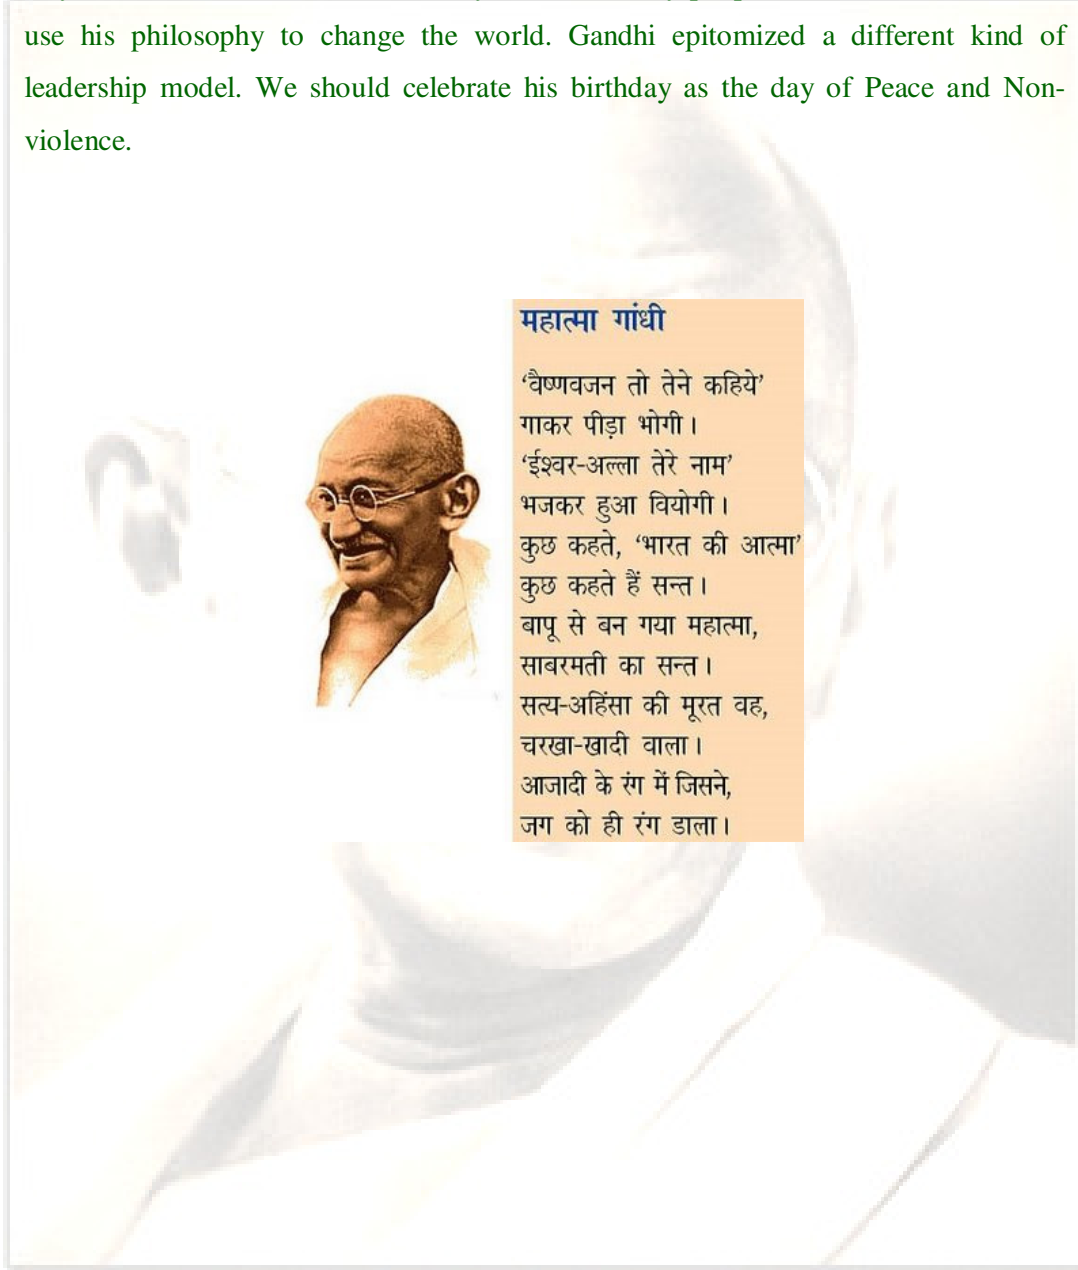 use his philosophy to change the world. Gandhi epitomized a different kind of
leadership model. We should celebrate his birthday as the day of Peace and Non-
violence.
महात्मा गांधी
‘वैष्णवजन तो तेने कहिये’
गाकर पीड़ा भोगी।
‘ईश्वर-अल्ला तेरे नाम’
भजकर हुआ वियोगी।
कुछ कहते, ‘भारत की आत्मा’
कुछ कहते हैं सन्त।
बापू से बन गया महात्मा,
साबरमती का सन्त।
सत्य-अहिंसा की मूरत वह,
चरखा-खादी वाला।
आजादी के रंग में जिसने,
जग को ही रंग डाला।